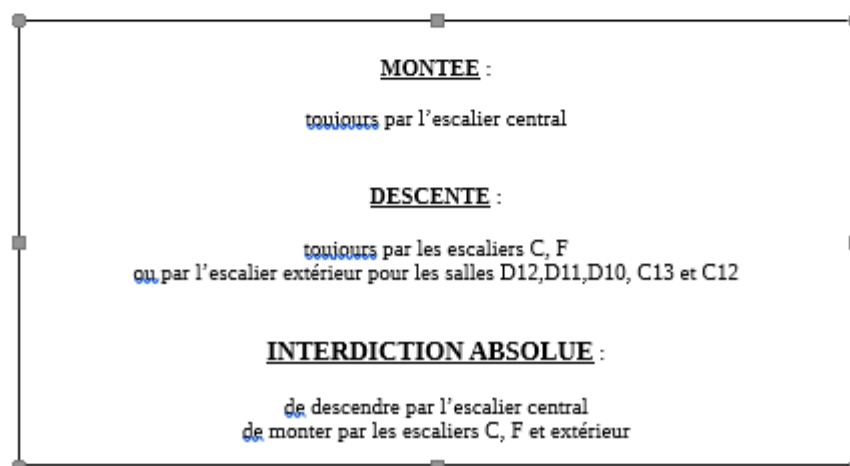 MONTEE :
toujours par l’escalier central
DESCENTE :
toujours par les escaliers C, F
ou par l’escalier extérieur pour les salles D12,D11,D10, C13 et C12
INTERDICTION ABSOLUE :
de descendre par l’escalier central
de monter par les escaliers C, F et extérieur